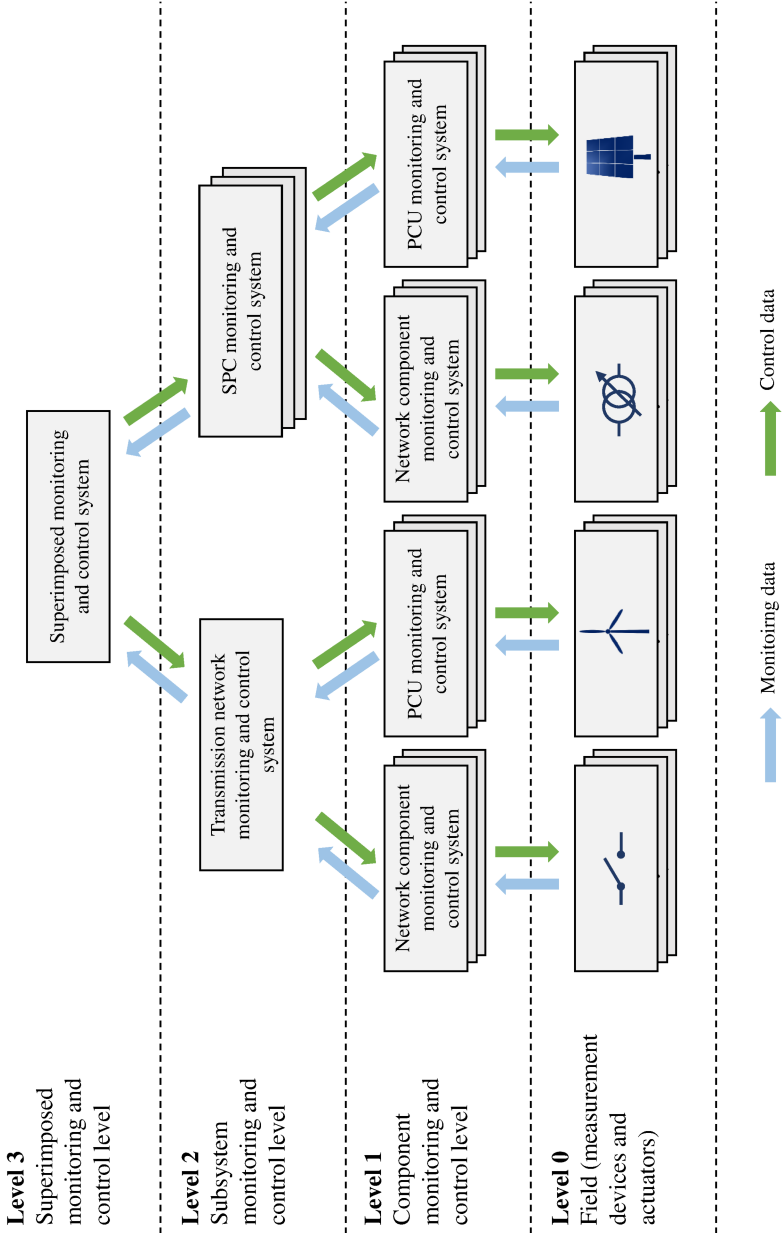 Level 3
Superimposed
monitoring and
control level
Superimposed monitoring
and control system
Level 2
Subsystem
monitoring and
control level
Transmission network
monitoring and control
system
SPC monitoring and
control system
Level 1
Component
monitoring and
control level
Network component
monitoring and
control system
PCU monitoring and
control system
Network component
monitoring and
control system
PCU monitoring and
control system
Level 0
Field (measurement
devices and
actuators)
Monitoirng data
Control data